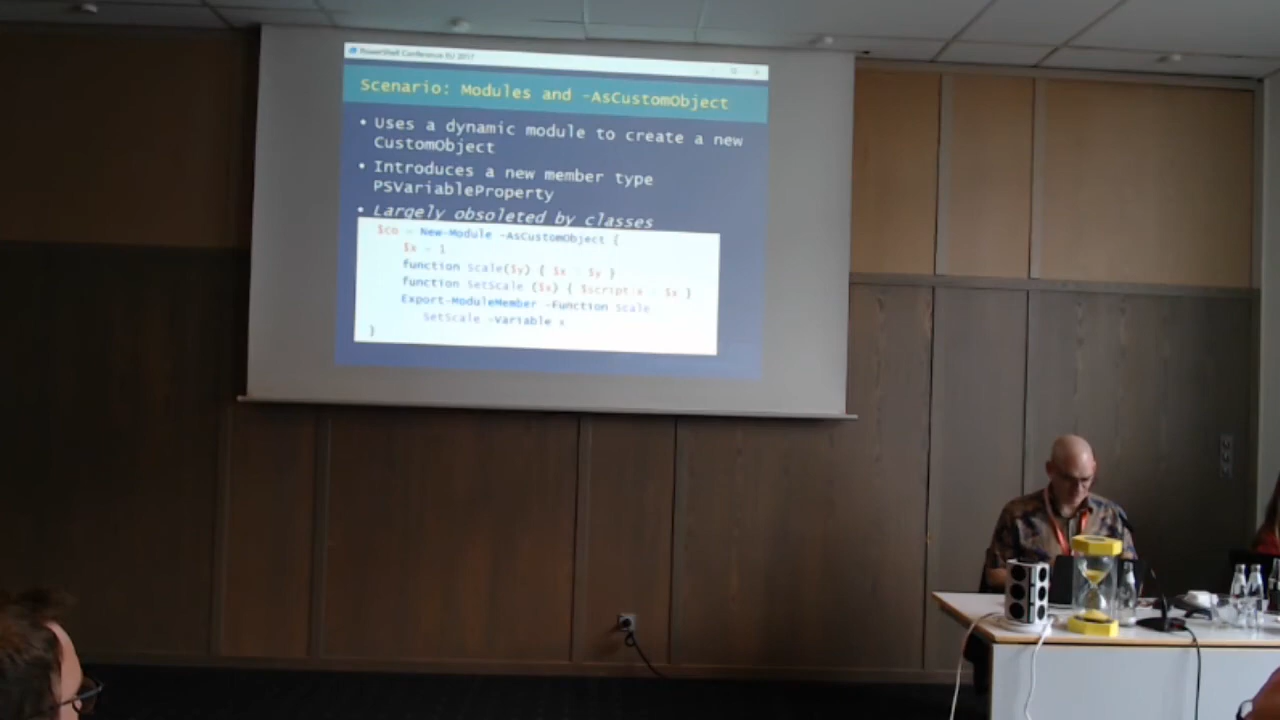 PowerShell Conference EU 2017
Scenario: Modules and -AsCustomObject
• Uses a dynamic module to create a new
CustomObject
• Introduces a new member type
PSVariableProperty
• Largely obsoleted by classes
$co = New-Module -AsCustomObject {
$x = 1
function Scale($y) { $x $y }
function SetScale ($x) { $script:x = $x }
Export-ModuleMember -Function Scale
SetScale -Variable x
}